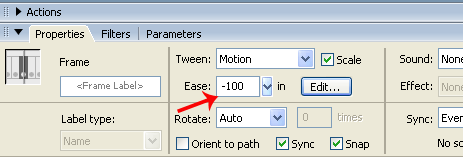 Actions
Properties Filters Parameters
Frame Tween: Motion Scale Sound: None
<Frame Label> Ease: -100 in Edit... Effect: None
Label type: Rotate: Auto 0 times Sync: Even
Name Orient to path Sync Snap No so